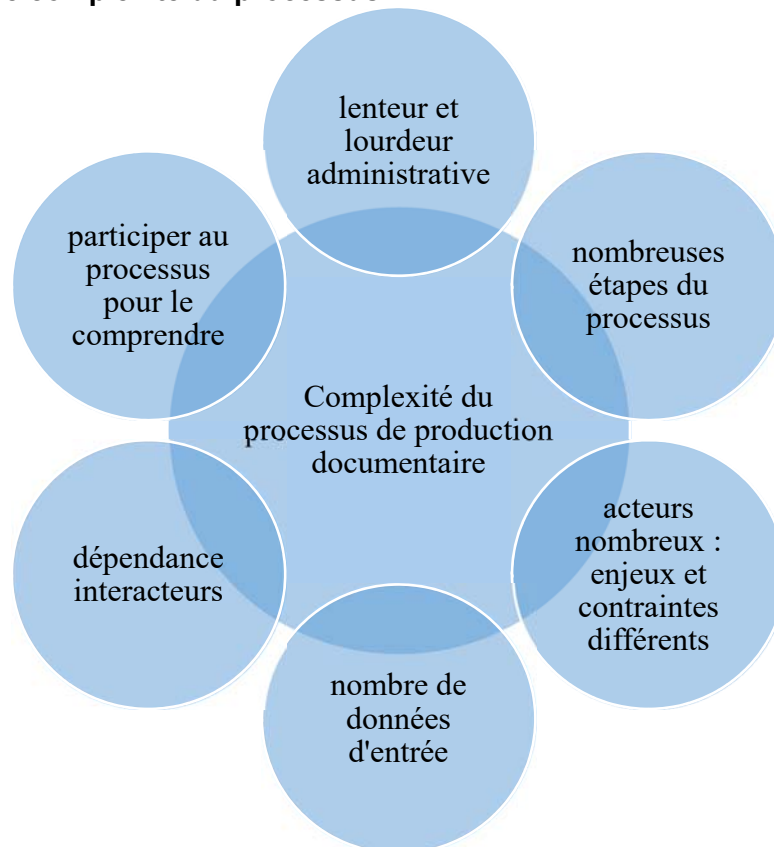 lenteur et
lourdeur
administrative
nombreuses
étapes du
processus
acteurs
nombreux :
enjeux et
contraintes
différents
nombre de
données
d'entrée
dépendance
interacteurs
participer au
processus
pour le
comprendre
Complexité du
processus de production
documentaire